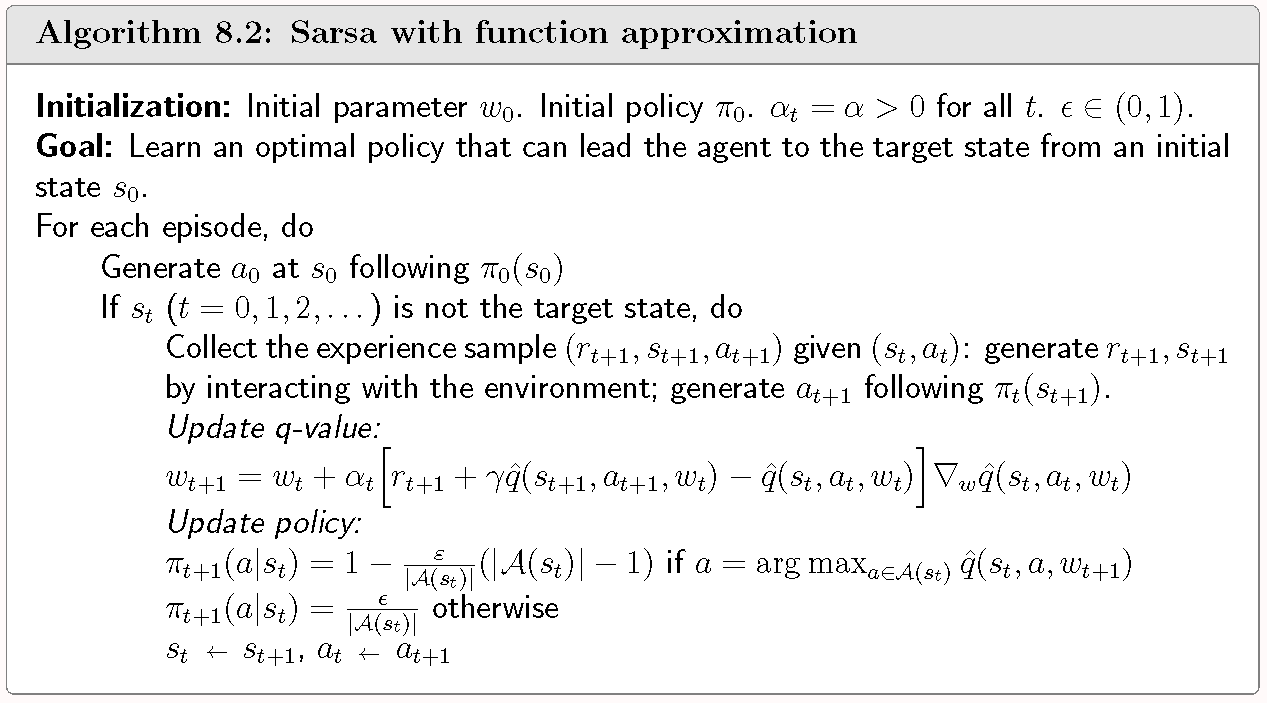 Algorithm 8.2: Sarsa with function approximation
Initialization: Initial parameter $w_0$. Initial policy $\pi_0$. $\alpha_t = \alpha > 0$ for all $t$. $\epsilon \in (0, 1)$.
Goal: Learn an optimal policy that can lead the agent to the target state from an initial
state $s_0$.
For each episode, do
Generate $a_0$ at $s_0$ following $\pi_0(s_0)$
If $s_t$ ($t = 0, 1, 2, \dots$) is not the target state, do
Collect the experience sample $(r_{t+1}, s_{t+1}, a_{t+1})$ given $(s_t, a_t)$: generate $r_{t+1}, s_{t+1}$
by interacting with the environment; generate $a_{t+1}$ following $\pi_t(s_{t+1})$.
Update q-value:
$w_{t+1} = w_t + \alpha_t \Big[ r_{t+1} + \gamma \hat{q}(s_{t+1}, a_{t+1}, w_t) - \hat{q}(s_t, a_t, w_t) \Big] \nabla_w \hat{q}(s_t, a_t, w_t)$
Update policy:
$\pi_{t+1}(a|s_t) = 1 - \frac{\varepsilon}{|\mathcal{A}(s_t)|}(|\mathcal{A}(s_t)| - 1)$ if $a = \arg\max_{a \in \mathcal{A}(s_t)} \hat{q}(s_t, a, w_{t+1})$
$\pi_{t+1}(a|s_t) = \frac{\epsilon}{|\mathcal{A}(s_t)|}$ otherwise
$s_t \leftarrow s_{t+1}$, $a_t \leftarrow a_{t+1}$